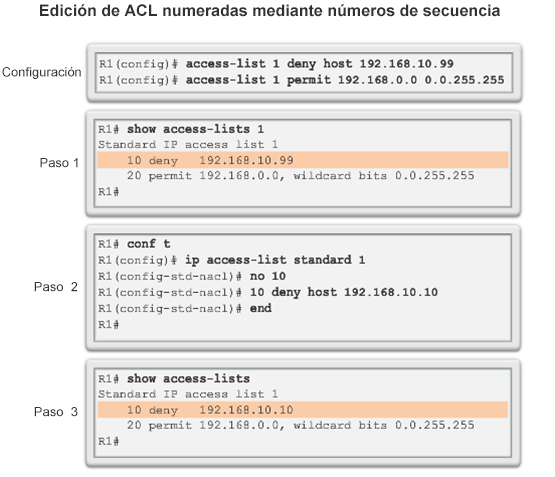 Edición de ACL numeradas mediante números de secuencia
Configuración
R1(config)# access-list 1 deny host 192.168.10.99
R1(config)# access-list 1 permit 192.168.0.0 0.0.255.255
Paso 1
R1# show access-lists 1
Standard IP access list 1
10 deny 192.168.10.99
20 permit 192.168.0.0, wildcard bits 0.0.255.255
R1#
Paso 2
R1# conf t
R1(config)# ip access-list standard 1
R1(config-std-nacl)# no 10
R1(config-std-nacl)# 10 deny host 192.168.10.10
R1(config-std-nacl)# end
R1#
Paso 3
R1# show access-lists
Standard IP access list 1
10 deny 192.168.10.10
20 permit 192.168.0.0, wildcard bits 0.0.255.255
R1#